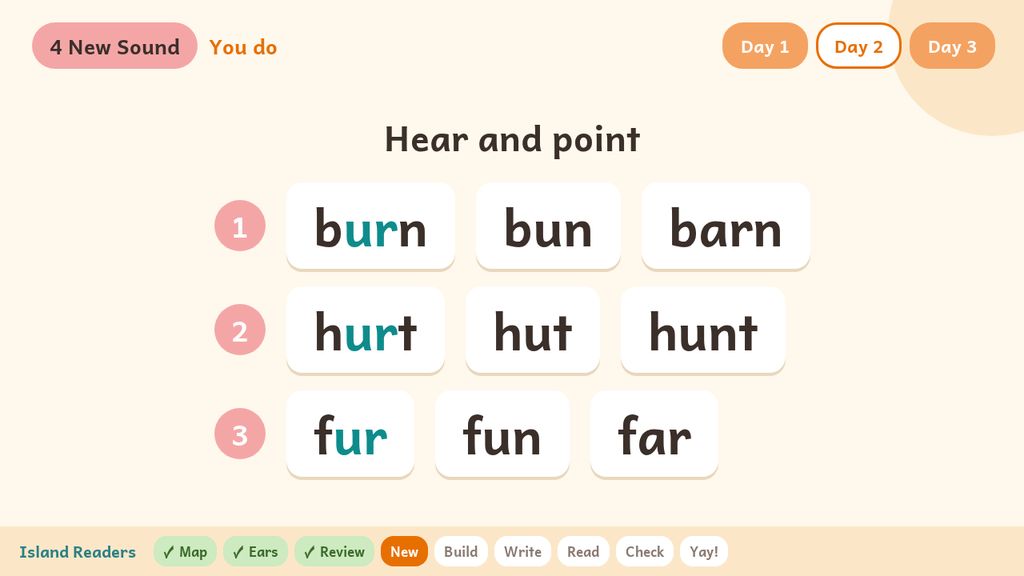 4 New Sound You do Day 1 Day 2 Day 3
Hear and point
1 burn bun barn
2 hurt hut hunt
3 fur fun far
Island Readers ✓ Map ✓ Ears ✓ Review New Build Write Read Check Yay!